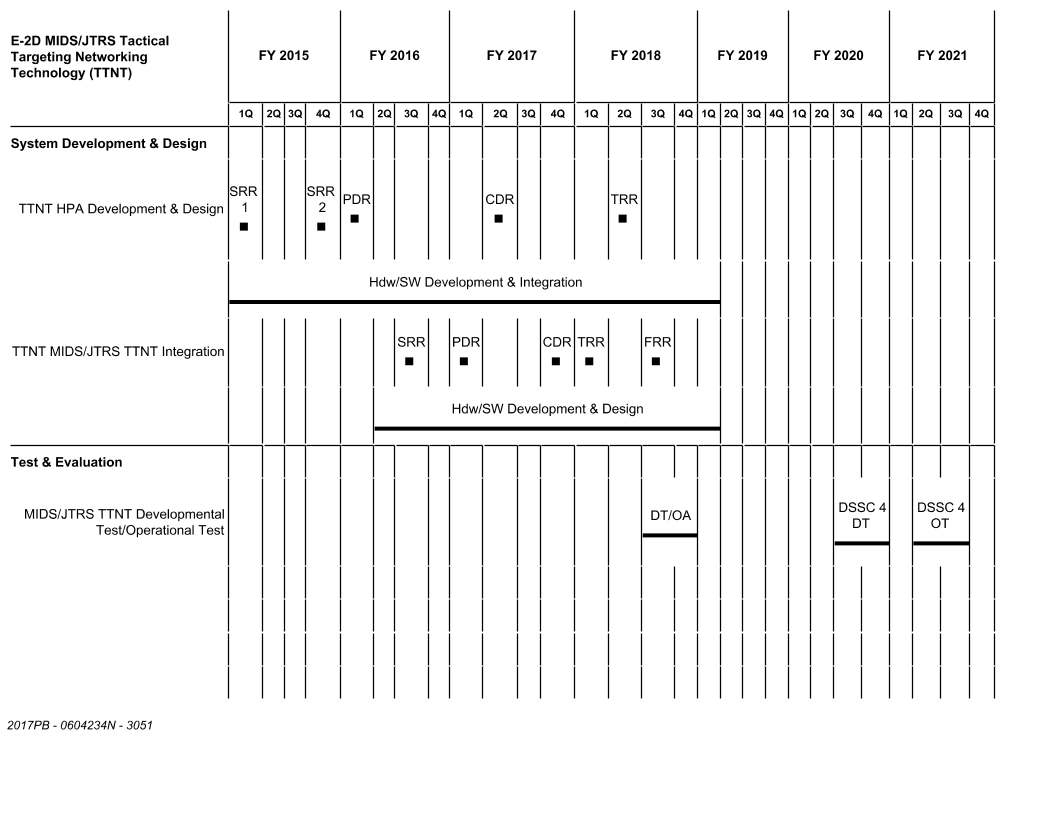 E-2D MIDS/JTRS Tactical
Targeting Networking
Technology (TTNT)
FY 2015 FY 2016 FY 2017 FY 2018 FY 2019 FY 2020 FY 2021
1Q 2Q 3Q 4Q 1Q 2Q 3Q 4Q 1Q 2Q 3Q 4Q 1Q 2Q 3Q 4Q 1Q 2Q 3Q 4Q 1Q 2Q 3Q 4Q 1Q 2Q 3Q 4Q
System Development & Design
TTNT HPA Development & Design
SRR
1
SRR
2
PDR
CDR
TRR
Hdw/SW Development & Integration
TTNT MIDS/JTRS TTNT Integration
SRR PDR CDR TRR FRR
Hdw/SW Development & Design
Test & Evaluation
MIDS/JTRS TTNT Developmental
Test/Operational Test
DT/OA
DSSC 4
DT
DSSC 4
OT
2017PB - 0604234N - 3051